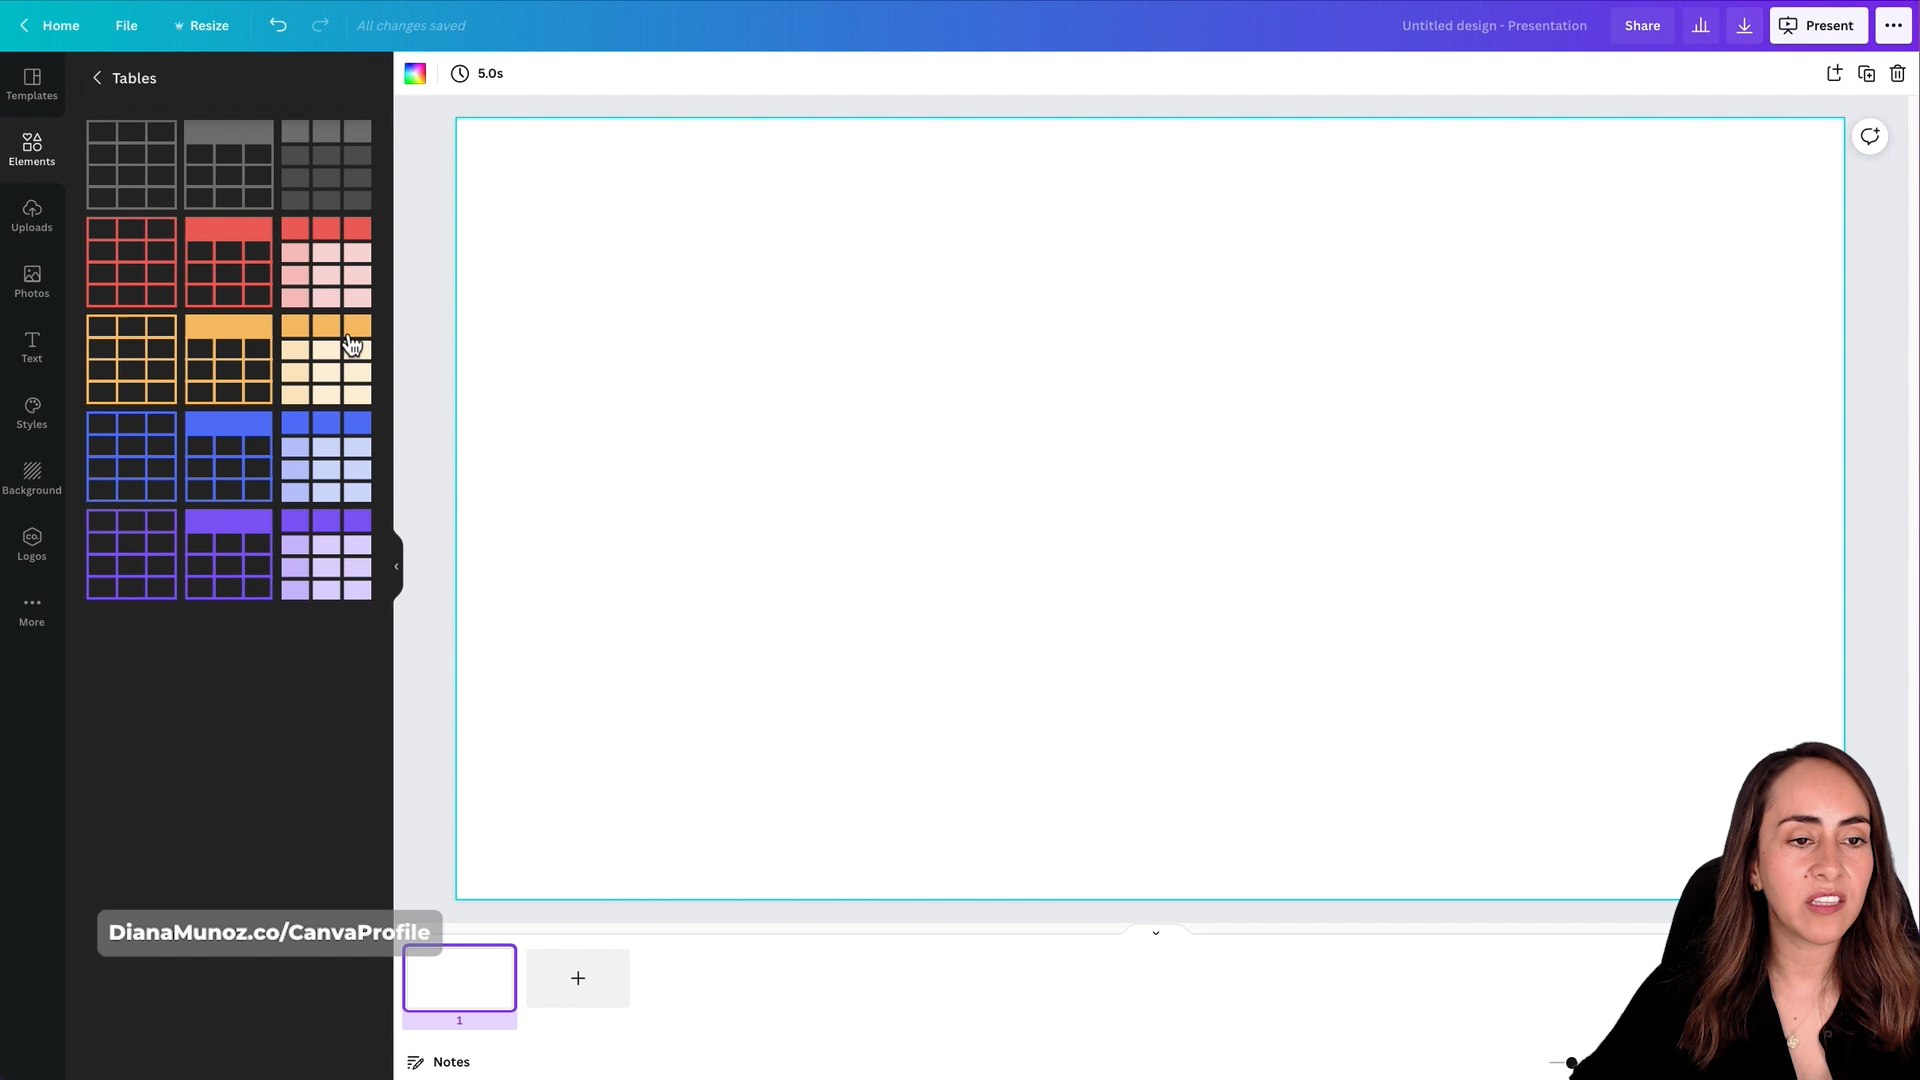 Home
File
Resize
All changes saved
Untitled design - Presentation
Share
Present
Templates
Elements
Uploads
Photos
Text
Styles
Background
CO.
Logos
More
Tables
5.0s
DianaMunoz.co/CanvaProfile
1
Notes